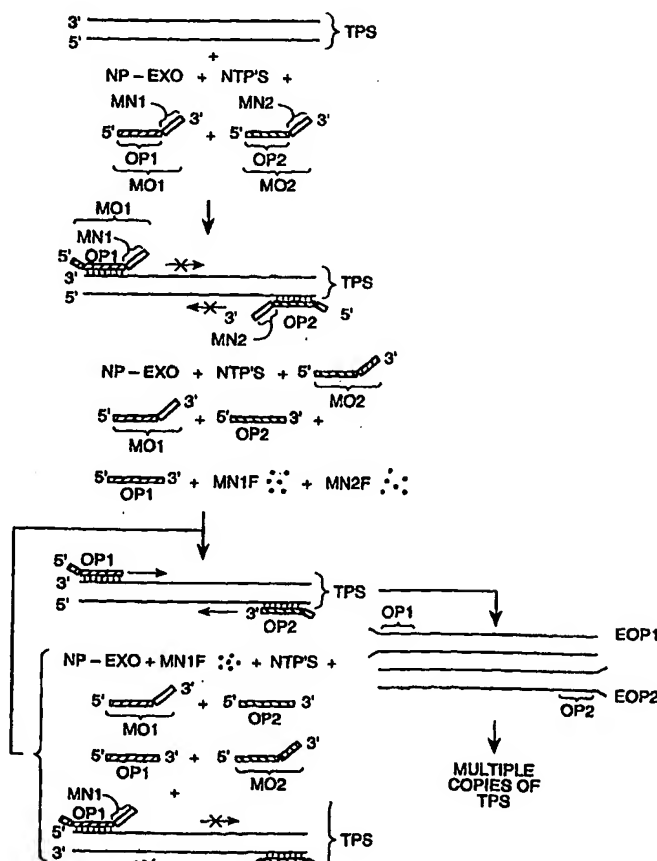 3'
5'
TPS
+
NP – EXO + NTP'S +
MN1 MN2
5' 3' + 5' 3'
OP1 OP2
MO1 MO2
MO1
MN1
5' OP1
3'
TPS
5'
3' OP2 5'
MN2
NP – EXO + NTP'S + 5' 3'
MO2
5' 3' + 5' 3' +
MO1 OP2
5' 3' + MN1F + MN2F
OP1
5' OP1
3'
TPS
5'
3'
OP2
OP1
EOP1
EOP2
OP2
MULTIPLE
COPIES OF
TPS
NP – EXO + MN1F + NTP'S +
5' 3' + 5' 3'
MO1 OP2
5' 3' + 5' 3'
OP1 MO2
+
MN1
OP1
5'
3'
TPS